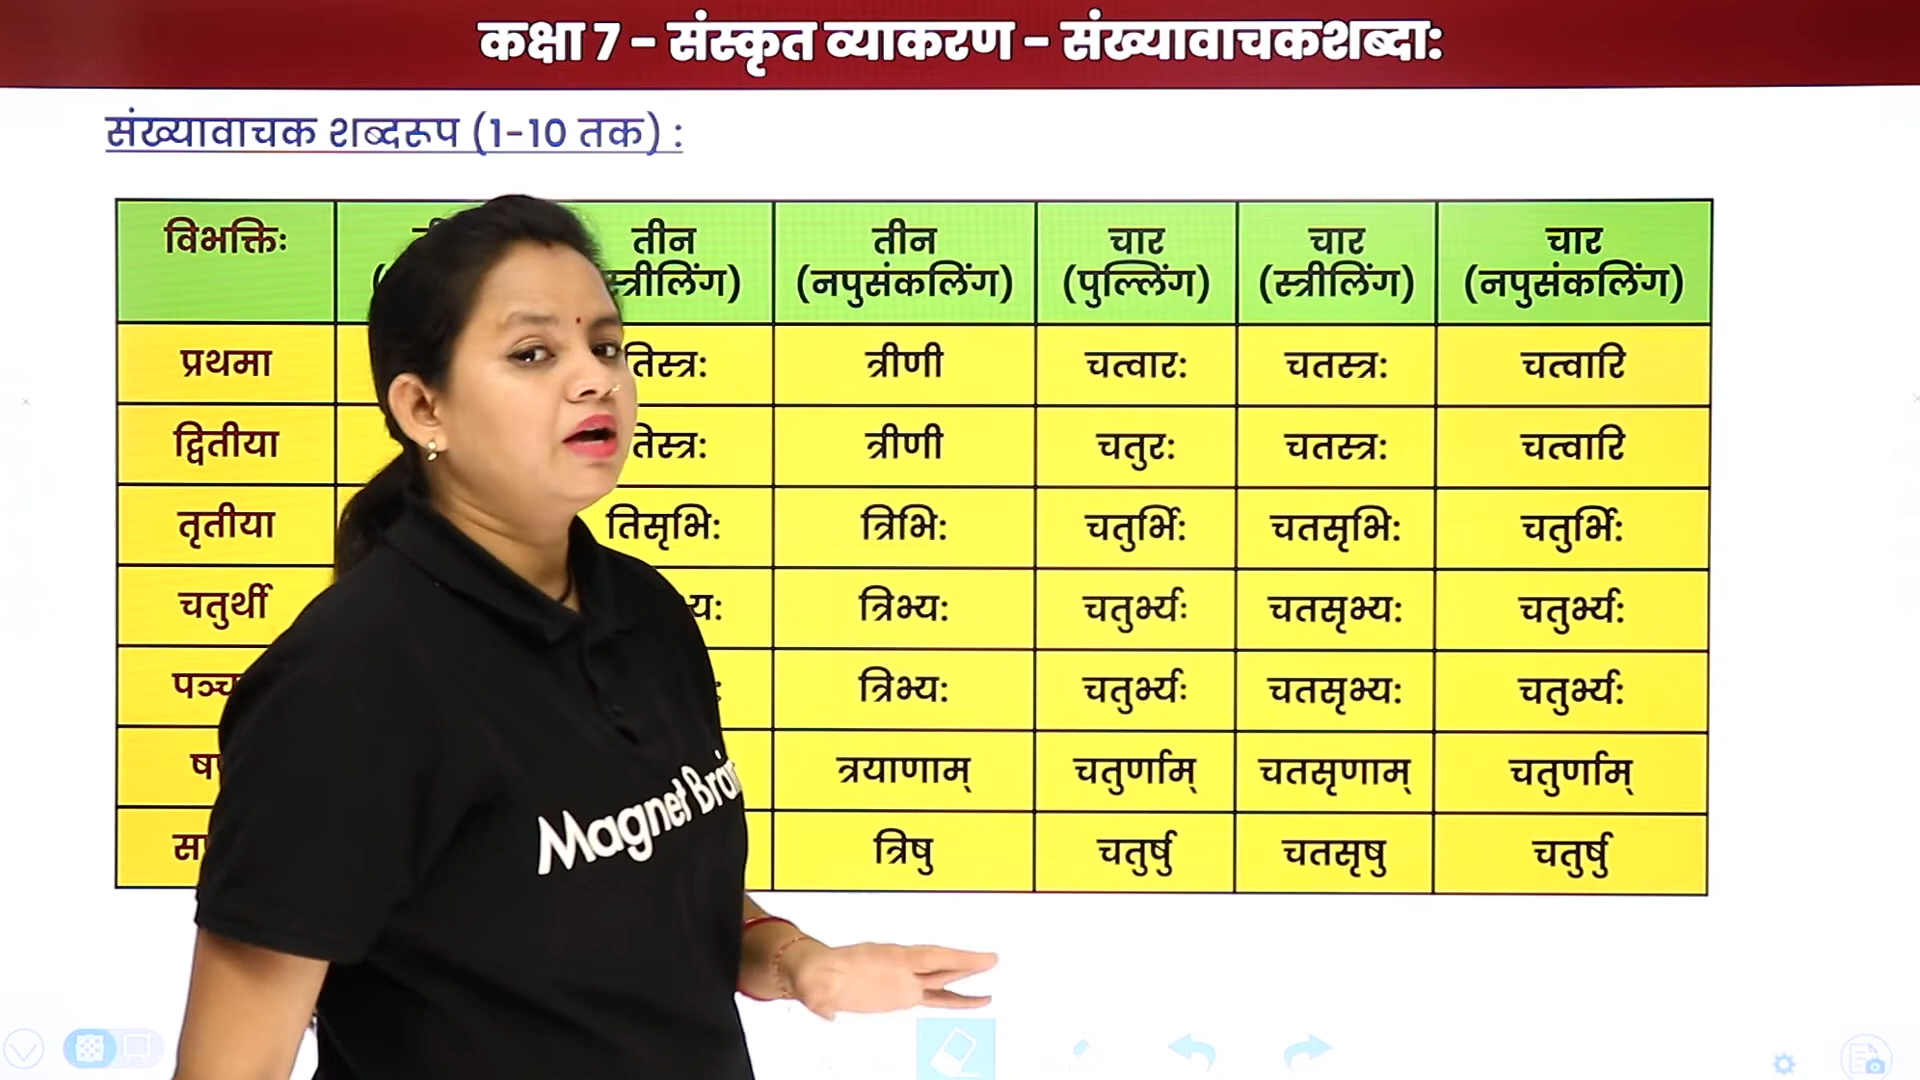 कक्षा 7 - संस्कृत व्याकरण - संख्यावाचकशब्दाः
संख्यावाचक शब्दरूप (1-10 तक) :
विभक्तिः तीन तीन चार चार चार
स्त्रीलिंग) (नपुसंकलिंग) (पुल्लिंग) (स्त्रीलिंग) (नपुसंकलिंग)
प्रथमा तिस्त्रः त्रीणी चत्वारः चतस्त्रः चत्वारि
द्वितीया तिस्त्रः त्रीणी चतुरः चतस्त्रः चत्वारि
तृतीया तिसृभिः त्रिभिः चतुर्भिः चतसृभिः चतुर्भिः
चतुर्थी भ्यः त्रिभ्यः चतुर्भ्यः चतसृभ्यः चतुर्भ्यः
पञ्च त्रिभ्यः चतुर्भ्यः चतसृभ्यः चतुर्भ्यः
त्रयाणाम् चतुर्णाम् चतसृणाम् चतुर्णाम्
त्रिषु चतुर्षु चतसृषु चतुर्षु
Magnet Brai